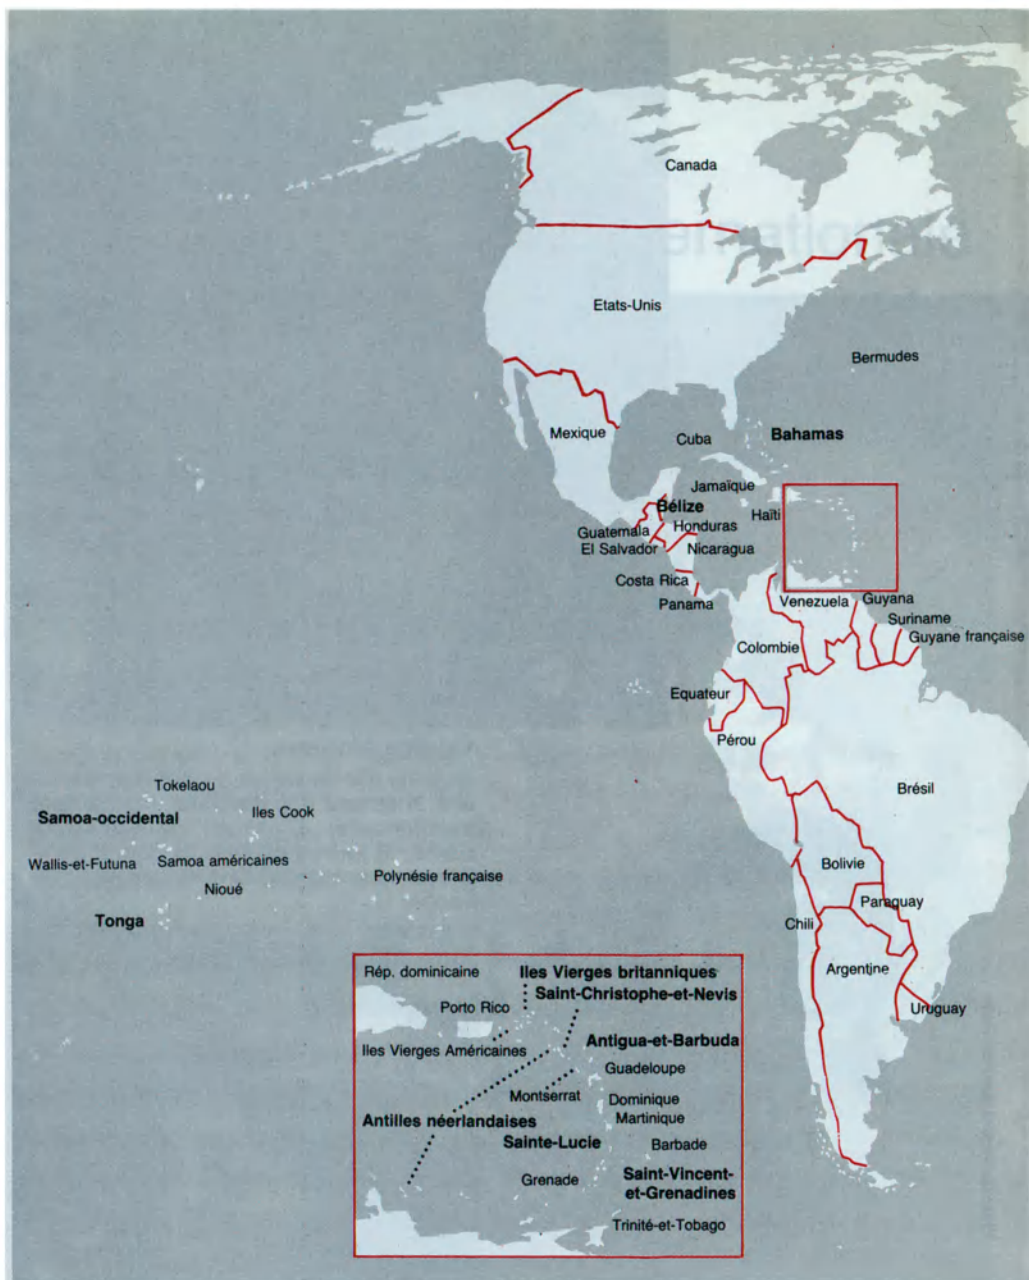 Canada
Etats-Unis
Bermudes
Mexique
Cuba
Bahamas
Jamaïque
Bélize
Haïti
Guatemala
Honduras
El Salvador
Nicaragua
Costa Rica
Panama
Venezuela
Guyana
Suriname
Guyane française
Colombie
Equateur
Pérou
Brésil
Tokelaou
Iles Cook
Samoa-occidental
Wallis-et-Futuna
Samoa américaines
Nioué
Polynésie française
Tonga
Bolivie
Paraguay
Chili
Argentine
Uruguay
Rép. dominicaine
Iles Vierges britanniques
Saint-Christophe-et-Nevis
Porto Rico
Iles Vierges Américaines
Antigua-et-Barbuda
Guadeloupe
Montserrat
Dominique
Martinique
Antilles néerlandaises
Sainte-Lucie
Barbade
Grenade
Saint-Vincent-
et-Grenadines
Trinité-et-Tobago